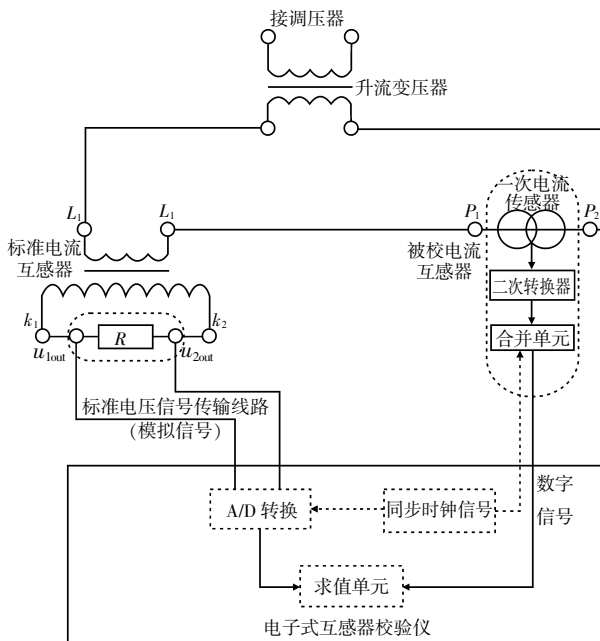 接调压器
升流变压器
一次电流
传感器
L₁
L₁
P₁
P₂
标准电流
互感器
被校电流
互感器
二次转换器
k₁
k₂
R
合并单元
u₁out
u₂out
标准电压信号传输线路
(模拟信号)
数字
信号
A/D 转换
同步时钟信号
求值单元
电子式互感器校验仪